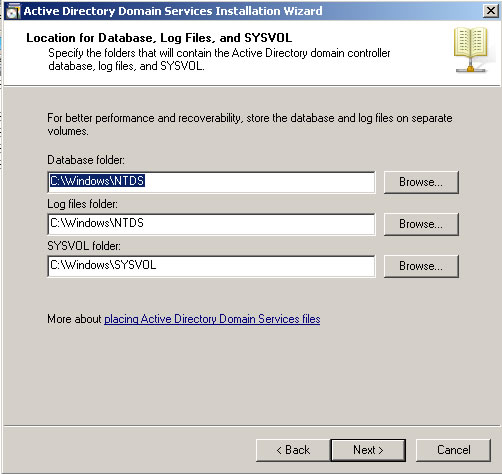 Active Directory Domain Services Installation Wizard
Location for Database, Log Files, and SYSVOL
Specify the folders that will contain the Active Directory domain controller
database, log files, and SYSVOL.
For better performance and recoverability, store the database and log files on separate
volumes.
Database folder:
C:\Windows\NTDS
Browse...
Log files folder:
C:\Windows\NTDS
Browse...
SYSVOL folder:
C:\Windows\SYSVOL
Browse...
More about placing Active Directory Domain Services files
< Back
Next >
Cancel